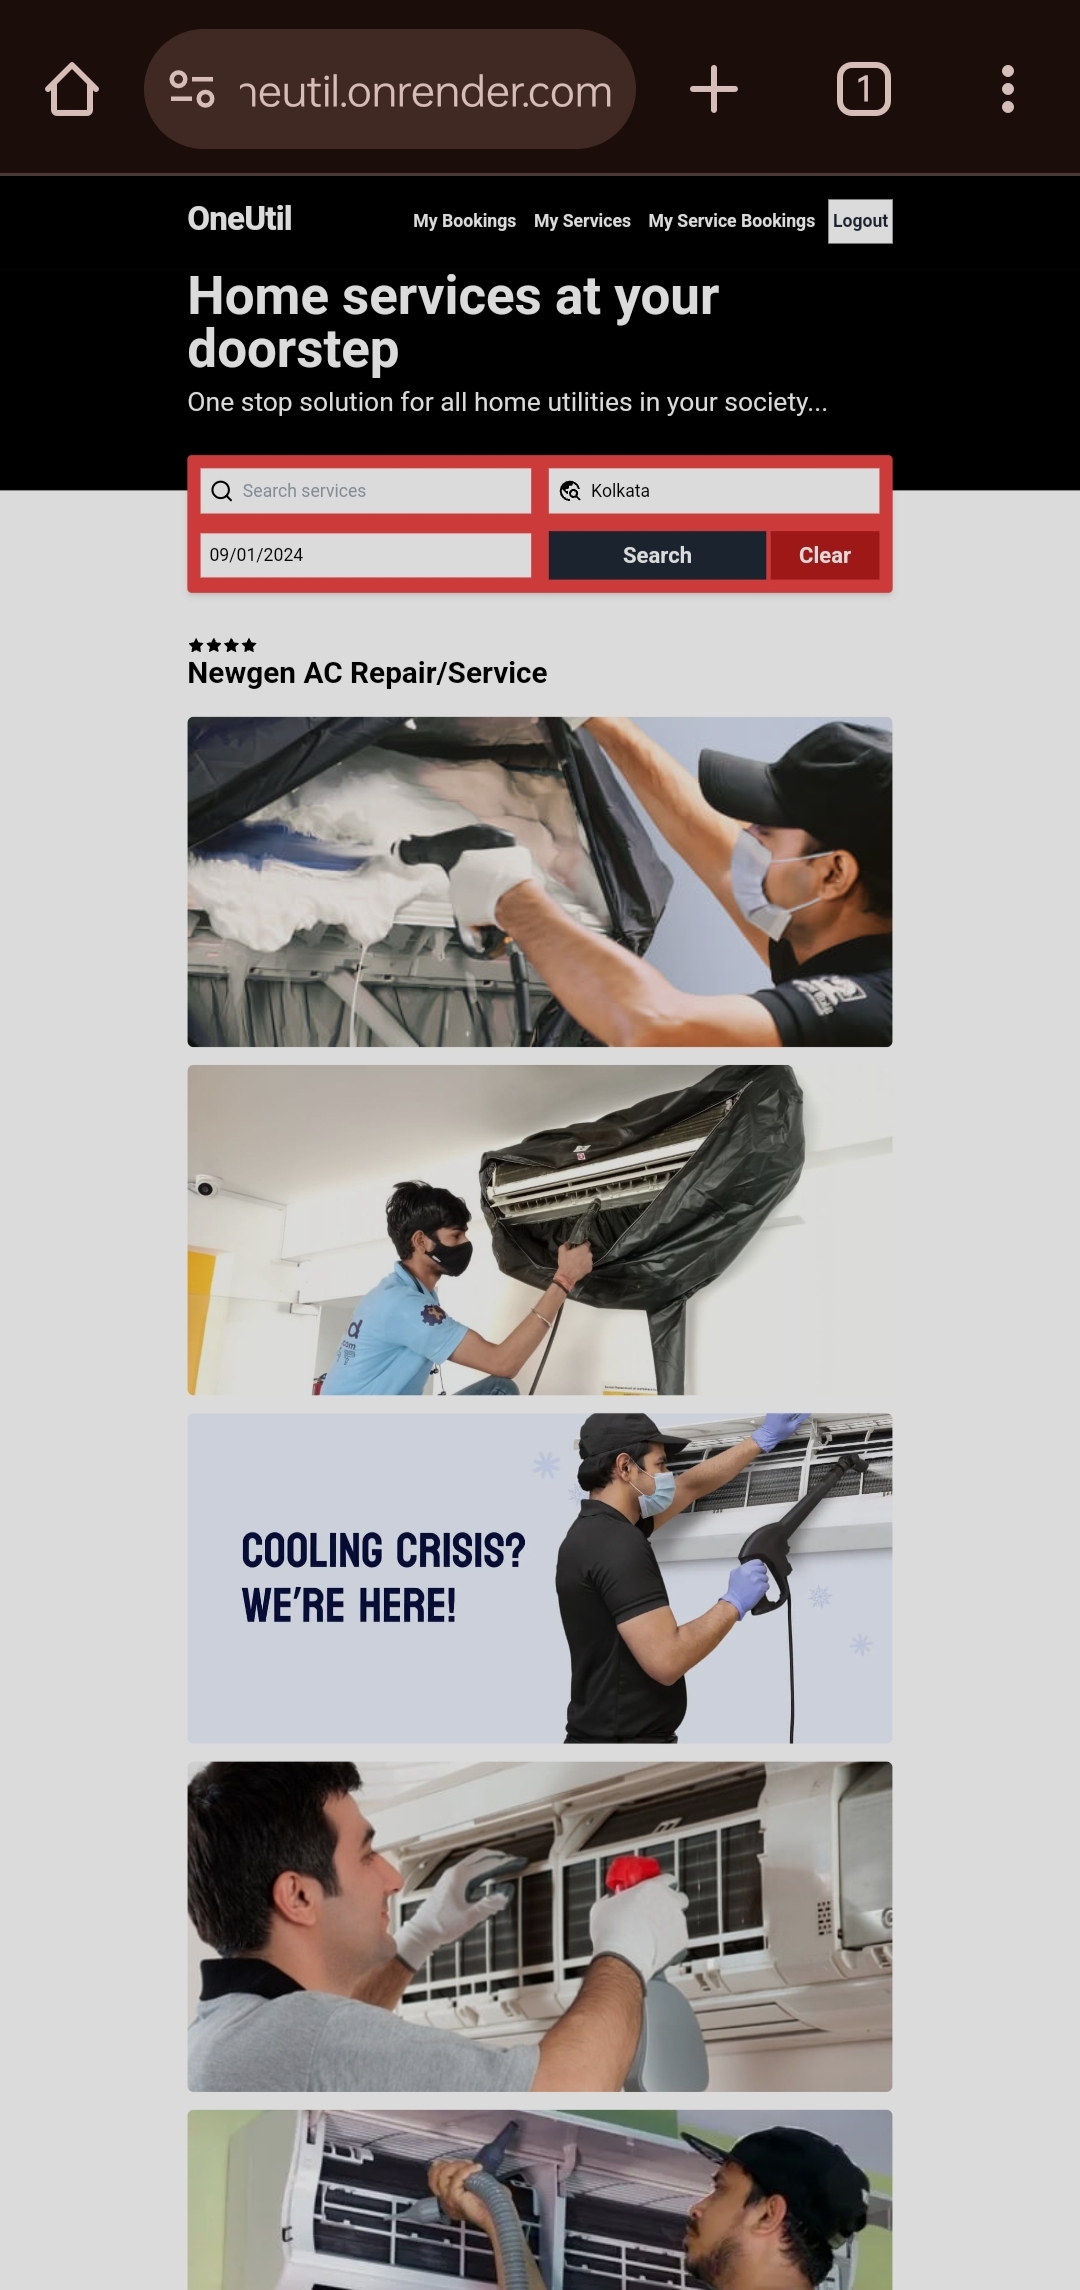 neutil.onrender.com
1
OneUtil
My Bookings My Services My Service Bookings Logout
Home services at your
doorstep
One stop solution for all home utilities in your society...
Search services
Kolkata
09/01/2024
Search
Clear
Newgen AC Repair/Service
COOLING CRISIS?
WE'RE HERE!